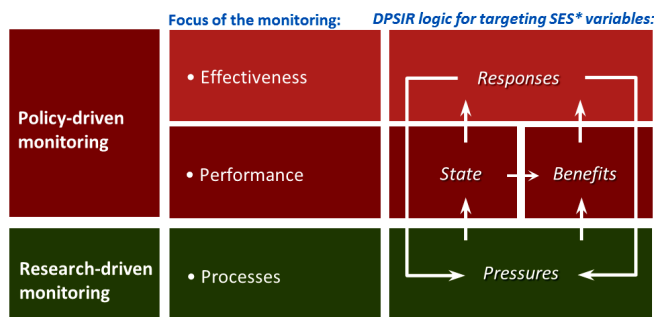 Focus of the monitoring:
DPSIR logic for targeting SES* variables:
Policy-driven
monitoring
• Effectiveness
Responses
• Performance
State
Benefits
Research-driven
monitoring
• Processes
Pressures